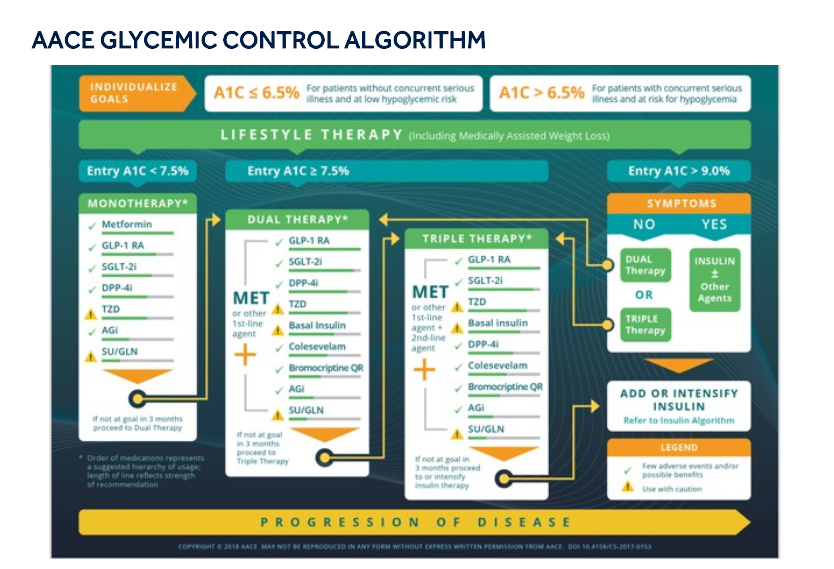 AACE GLYCEMIC CONTROL ALGORITHM
INDIVIDUALIZE
GOALS
A1C ≤ 6.5%
For patients without concurrent serious
illness and at low hypoglycemic risk
A1C > 6.5%
For patients with concurrent serious
illness and at risk for hypoglycemia
LIFESTYLE THERAPY (Including Medically Assisted Weight Loss)
Entry A1C < 7.5%
Entry A1C ≥ 7.5%
Entry A1C > 9.0%
MONOTHERAPY*
Metformin
GLP-1 RA
SGLT-2i
DPP-4i
TZD
AGi
SU/GLN
If not at goal in 3 months
proceed to Dual Therapy
DUAL THERAPY*
MET
or other
1st-line
agent
+
GLP-1 RA
SGLT-2i
DPP-4i
TZD
Basal Insulin
Colesevelam
Bromocriptine QR
AGi
SU/GLN
If not at goal
in 3 months
proceed to
Triple Therapy
TRIPLE THERAPY*
MET
or other
1st-line
agent +
2nd-line
agent
+
GLP-1 RA
SGLT-2i
TZD
Basal insulin
DPP-4i
Colesevelam
Bromocriptine QR
AGi
SU/GLN
If not at goal in
3 months proceed
to or intensify
insulin therapy
SYMPTOMS
NO
YES
DUAL
Therapy
OR
TRIPLE
Therapy
INSULIN
±
Other
Agents
ADD OR INTENSIFY
INSULIN
Refer to Insulin Algorithm
LEGEND
Few adverse events and/or
possible benefits
Use with caution
* Order of medications represents
a suggested hierarchy of usage;
length of line reflects strength
of recommendation
PROGRESSION OF DISEASE
COPYRIGHT © 2018 AACE MAY NOT BE REPRODUCED IN ANY FORM WITHOUT EXPRESS WRITTEN PERMISSION FROM AACE. DOI 10.4158/CS-2017-0153